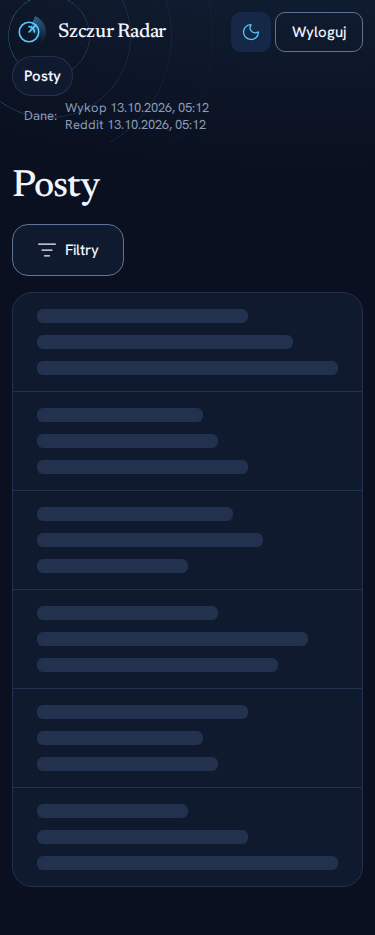 Szczur Radar
Wyloguj
Posty
Dane:
Wykop 13.10.2026, 05:12
Reddit 13.10.2026, 05:12
Posty
Filtry